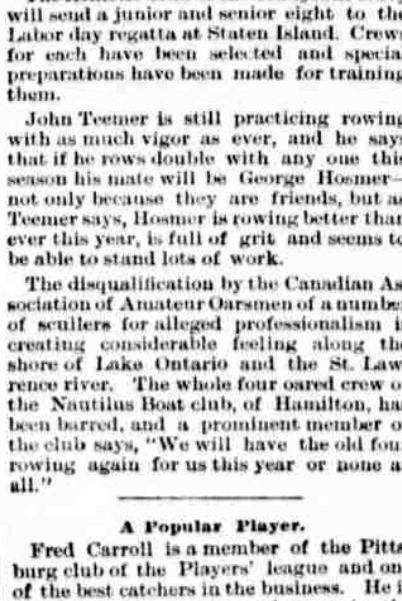 will send a junior and senior eight to the
Labor day regatta at Staten Island. Crews
for each have been selected and specia
preparations have been made for training
them.
John Teemer is still practicing rowing
with as much vigor as ever, and he says
that if he rows double with any one this
season his mate will be George Hosmer—
not only because they are friends, but as
Teemer says, Hosmer is rowing better than
ever this year, is full of grit and seems to
be able to stand lots of work.
The disqualification by the Canadian As
sociation of Amateur Oarsmen of a number
of scullers for alleged professionalism i
creating considerable feeling along the
shore of Lake Ontario and the St. Law
rence river. The whole four oared crew o
the Nautilus Boat club, of Hamilton, ha
been barred, and a prominent member o
the club says, "We will have the old four
rowing again for us this year or none a
all."
A Popular Player.
Fred Carroll is a member of the Pitts
burg club of the Players' league and on
of the best catchers in the business. He i